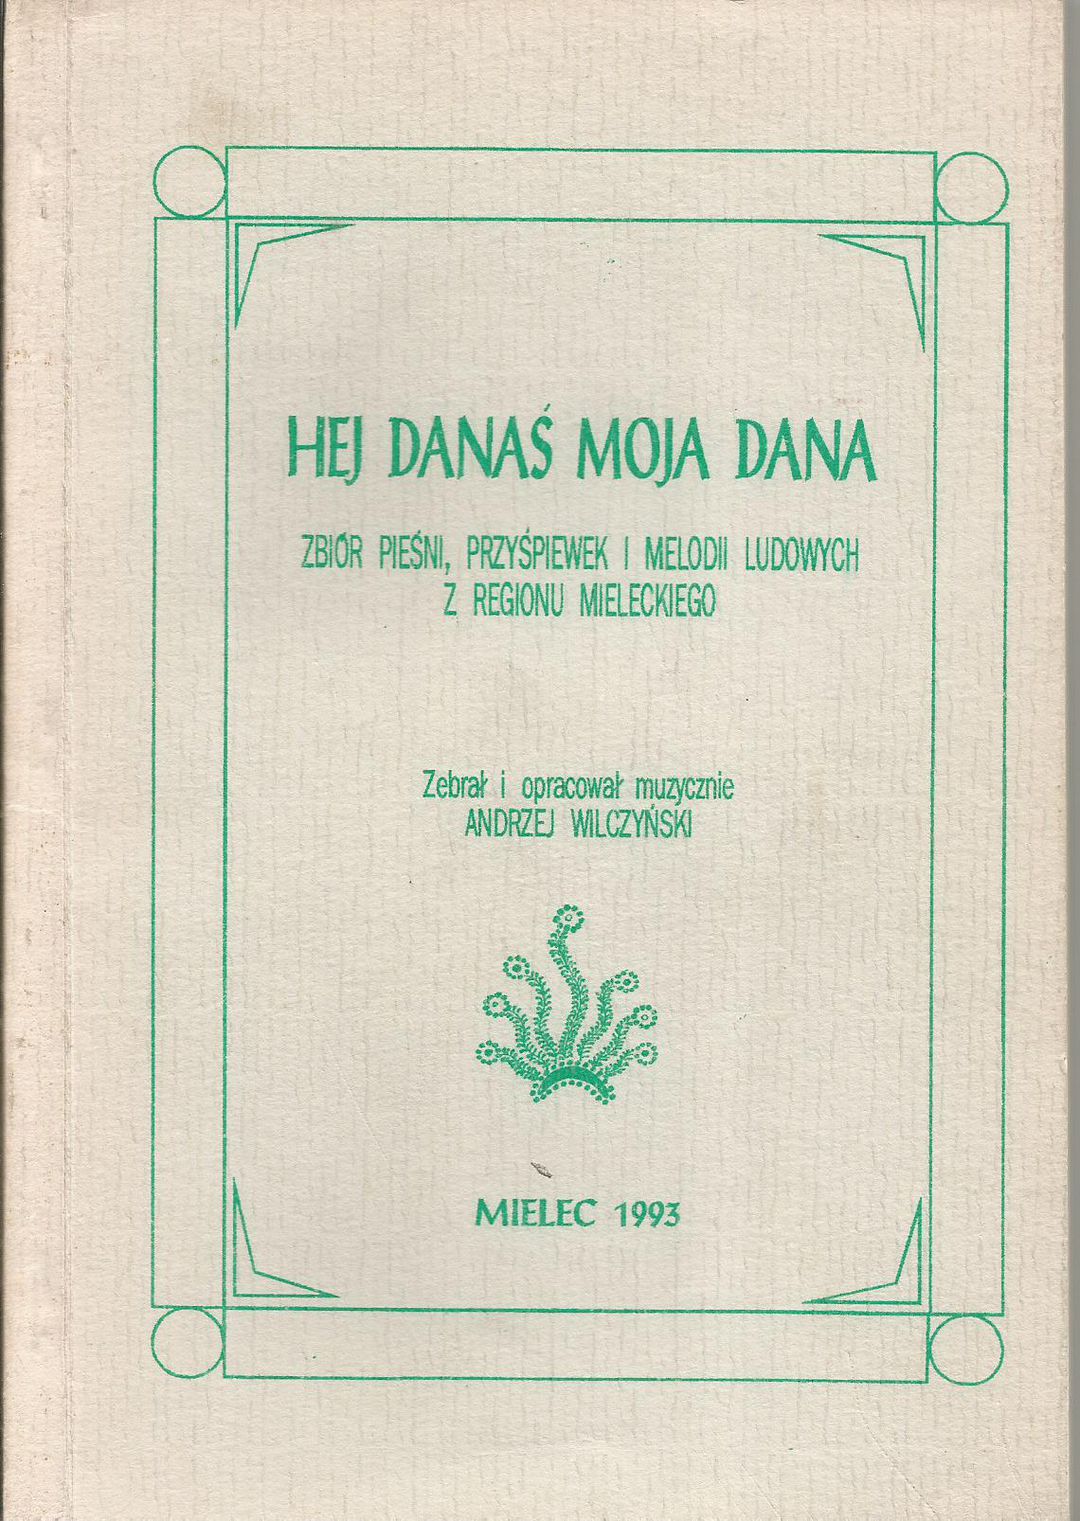 HEJ DANAŚ MOJA DANA
ZBIÓR PIEŚNI, PRZYŚPIEWEK I MELODII LUDOWYCH
Z REGIONU MIELECKIEGO
Zebrał i opracował muzycznie
ANDRZEJ WILCZYŃSKI
MIELEC 1993